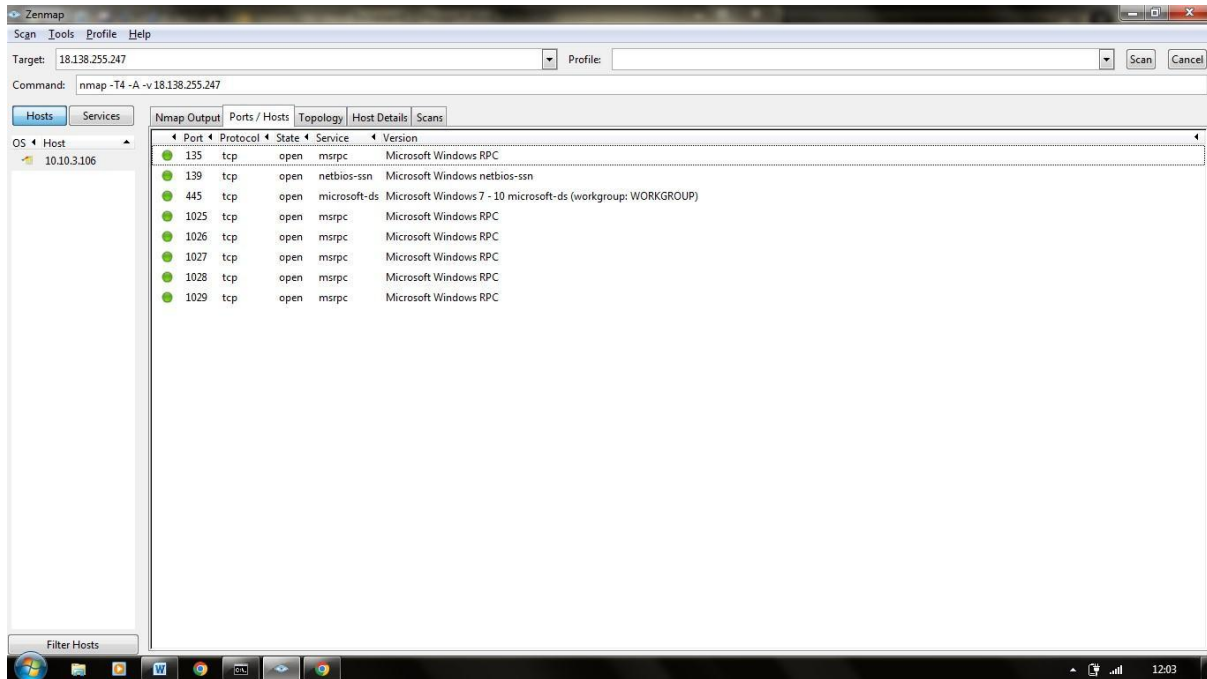 Zenmap
Scan Tools Profile Help
Target: 18.138.255.247 Profile: Scan Cancel
Command: nmap -T4 -A -v 18.138.255.247
Hosts Services Nmap Output Ports / Hosts Topology Host Details Scans
OS Host
10.10.3.106
Port Protocol State Service Version
135 tcp open msrpc Microsoft Windows RPC
139 tcp open netbios-ssn Microsoft Windows netbios-ssn
445 tcp open microsoft-ds Microsoft Windows 7 - 10 microsoft-ds (workgroup: WORKGROUP)
1025 tcp open msrpc Microsoft Windows RPC
1026 tcp open msrpc Microsoft Windows RPC
1027 tcp open msrpc Microsoft Windows RPC
1028 tcp open msrpc Microsoft Windows RPC
1029 tcp open msrpc Microsoft Windows RPC
Filter Hosts
12:03